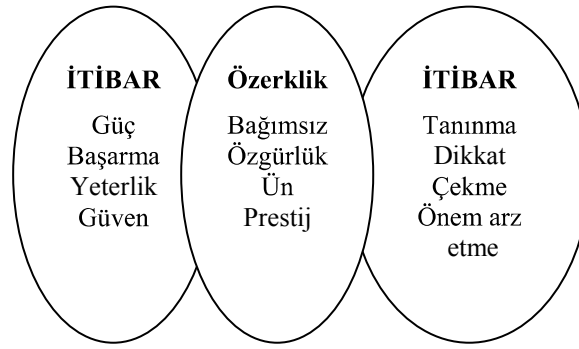 İTİBAR
Güç
Başarma
Yeterlik
Güven
Özerklik
Bağımsız
Özgürlük
Ün
Prestij
İTİBAR
Tanınma
Dikkat
Çekme
Önem arz
etme